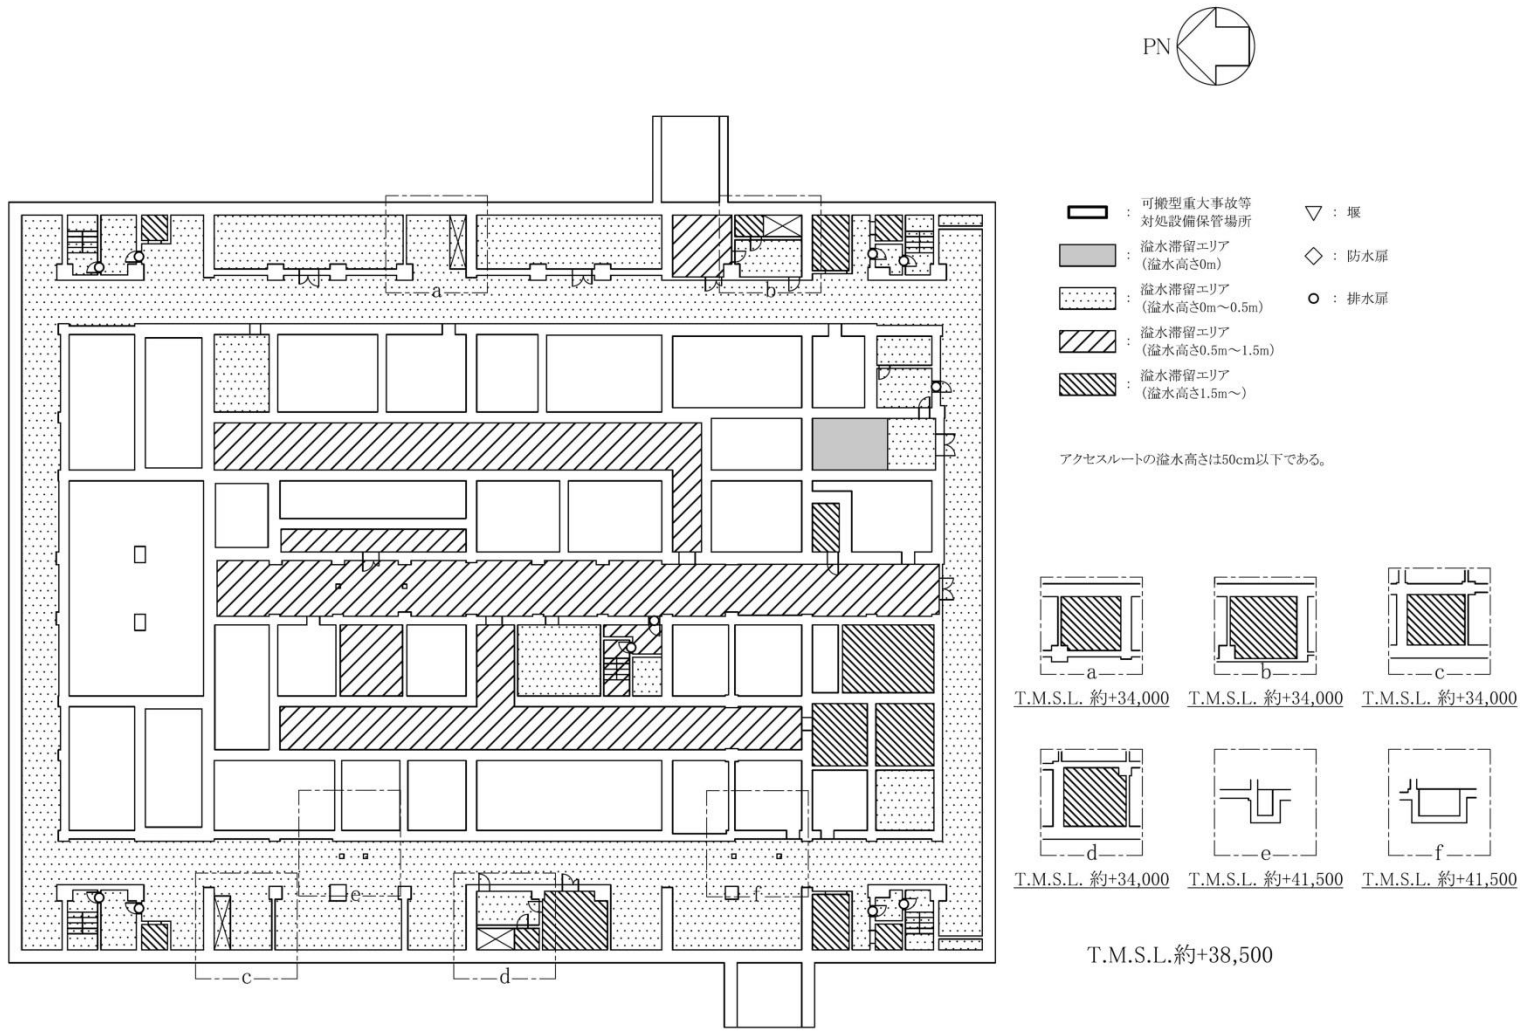 PN
: 可搬型重大事故等
対処設備保管場所
: 溢水滞留エリア
(溢水高さ0m)
: 溢水滞留エリア
(溢水高さ0m~0.5m)
: 溢水滞留エリア
(溢水高さ0.5m~1.5m)
: 溢水滞留エリア
(溢水高さ1.5m~)
: 堰
: 防水扉
: 排水扉
アクセスルートの溢水高さは50cm以下である。
a
b
e
f
c
d
a
T.M.S.L. 約+34,000
b
T.M.S.L. 約+34,000
c
T.M.S.L. 約+34,000
d
T.M.S.L. 約+34,000
e
T.M.S.L. 約+41,500
f
T.M.S.L. 約+41,500
T.M.S.L.約+38,500